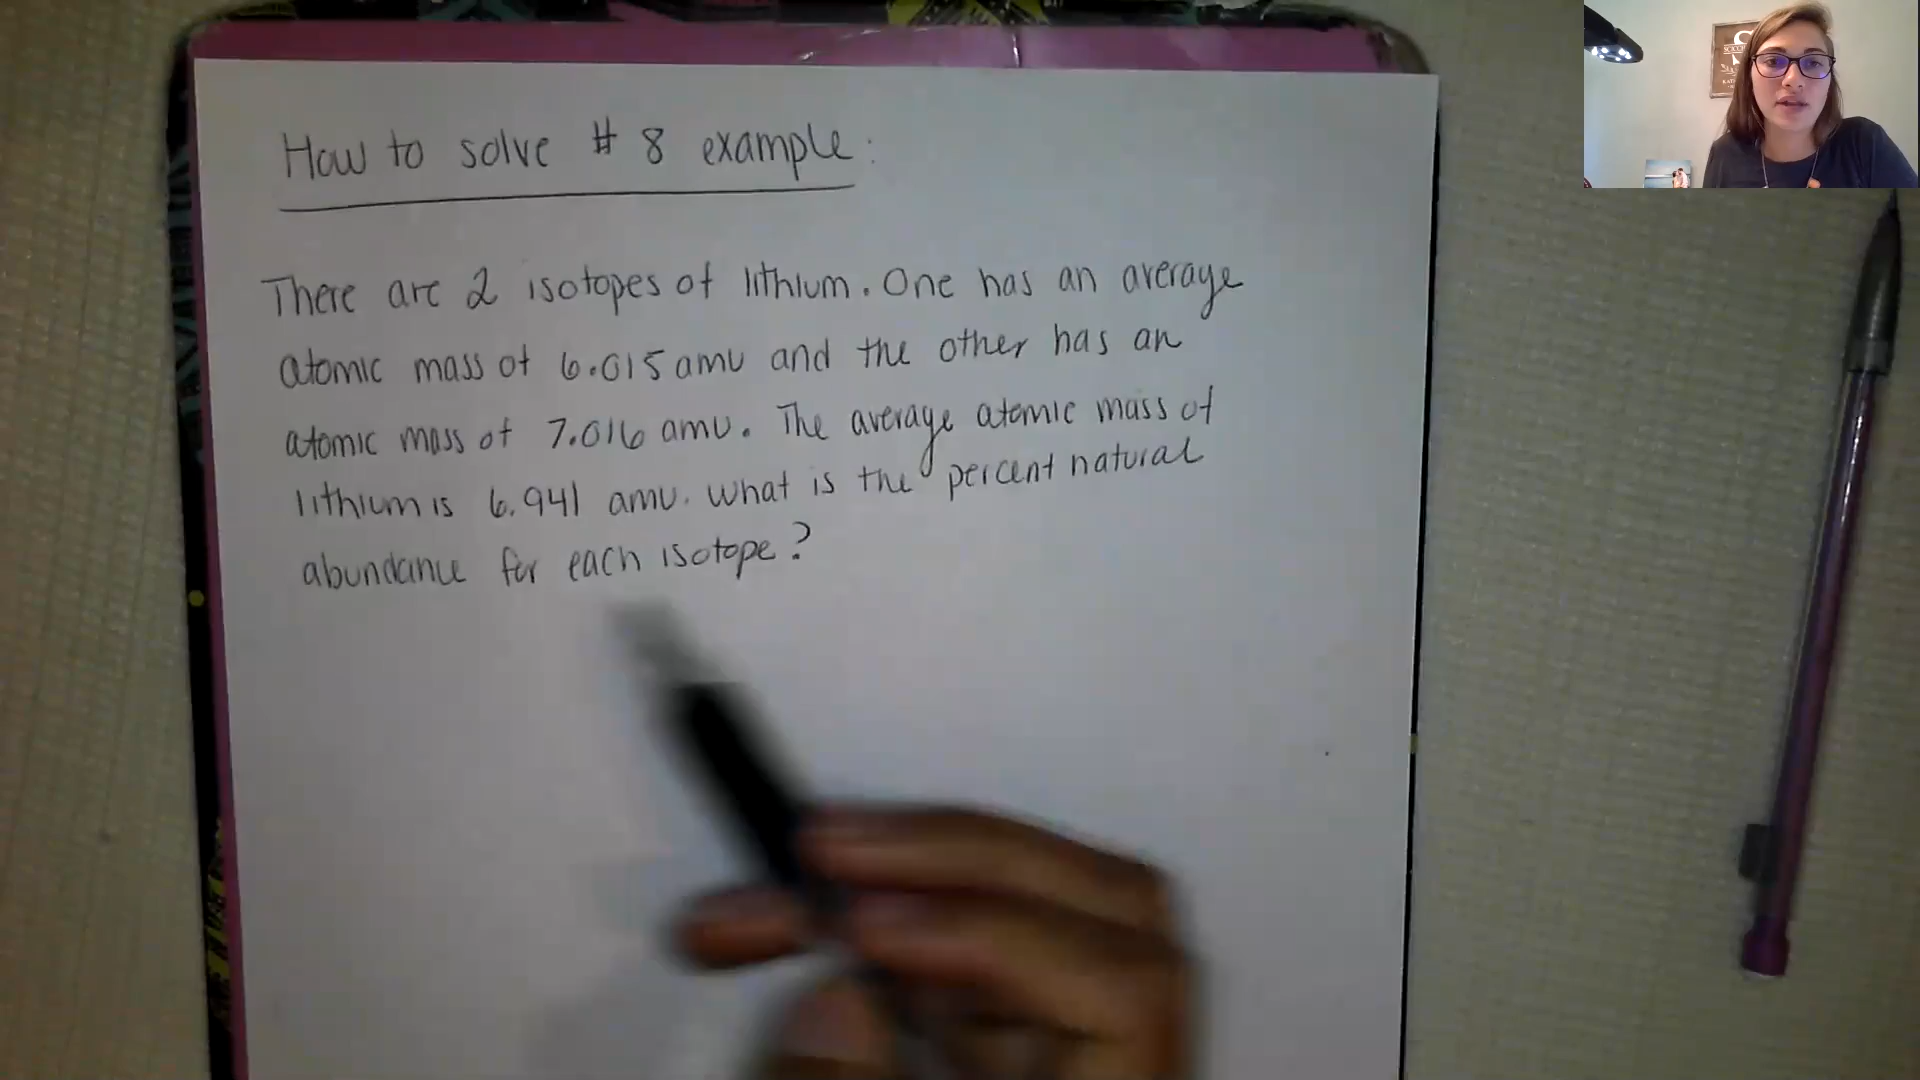 How to solve # 8 example:
There are 2 isotopes of lithium. One has an average
atomic mass of 6.015 amu and the other has an
atomic mass of 7.016 amu. The average atomic mass of
lithium is 6.941 amu. What is the percent natural
abundance for each isotope?